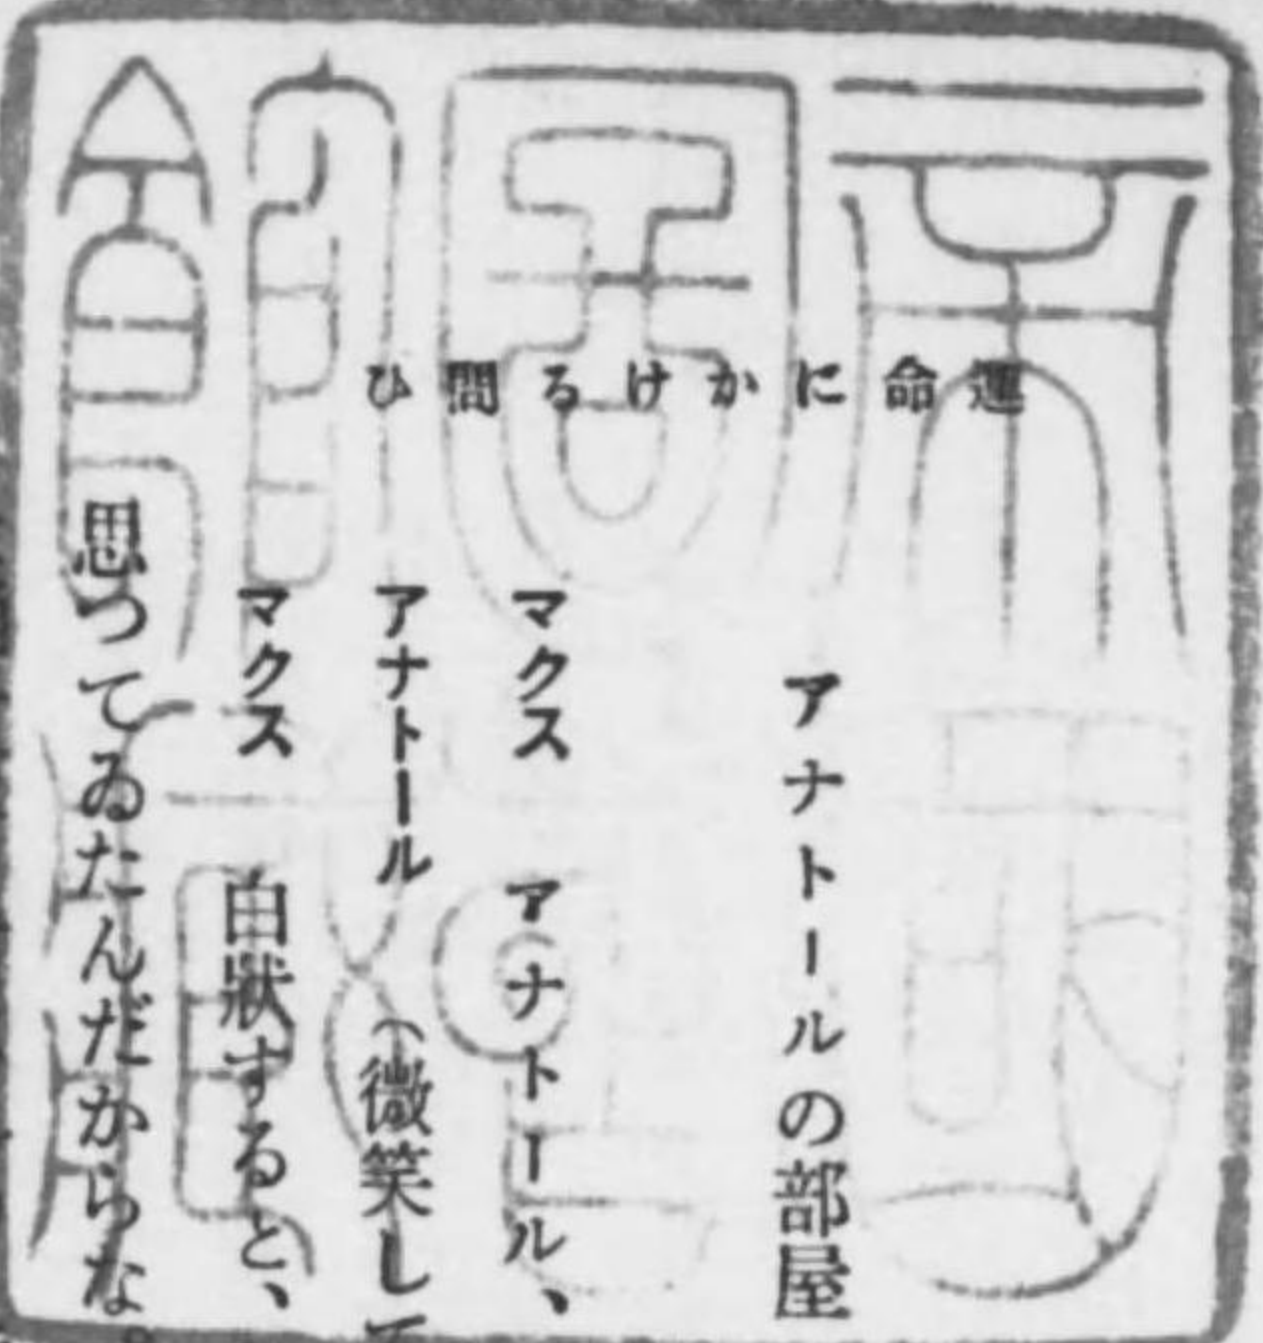 運命にかける問ひ
アナトールの部屋
マクス　アナトール、
アナトール　（微笑して
マクス　白狀すると、
思つてゐたんだからな。